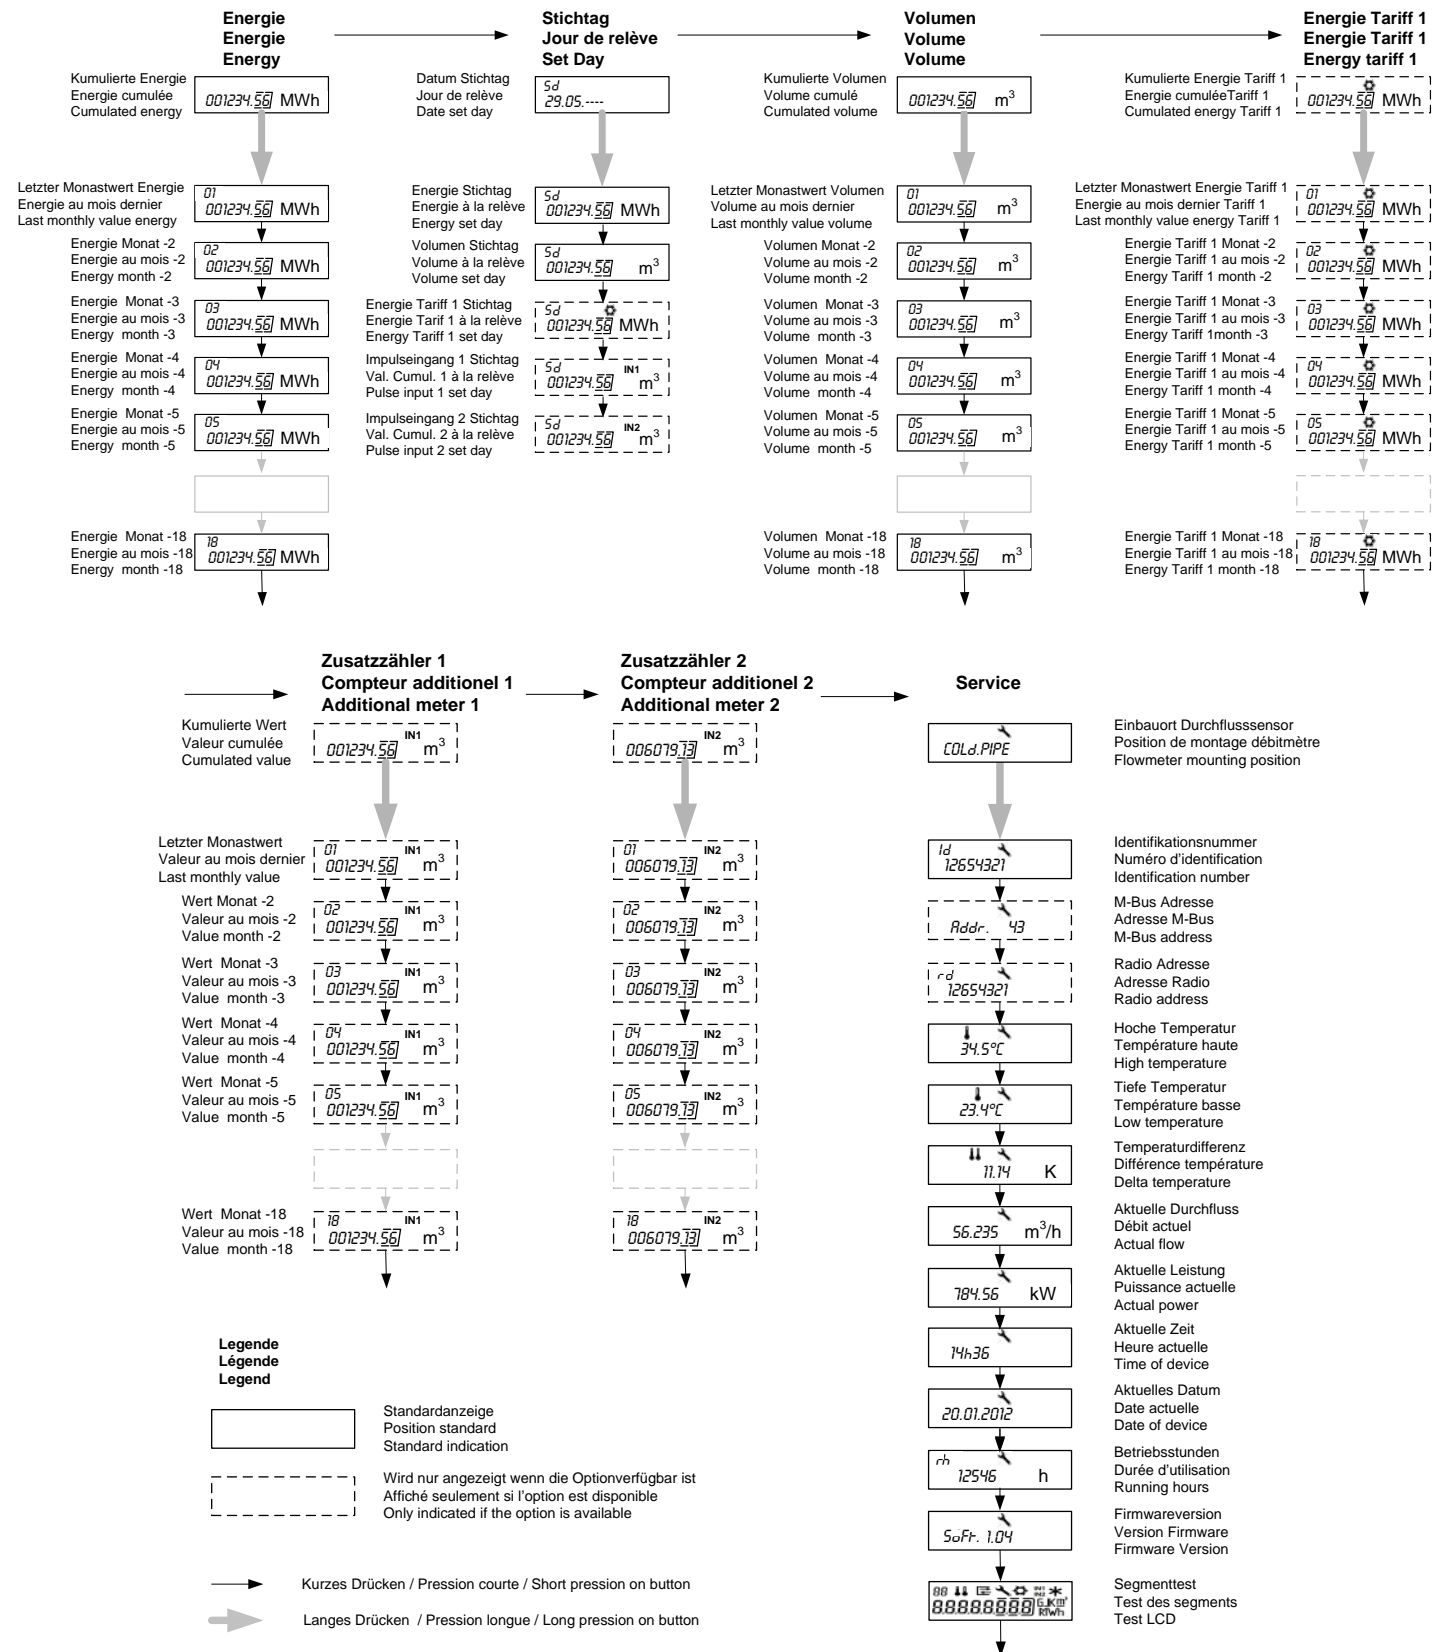 Energie
Energie
Energy
Kumulierte Energie
Energie cumulée
Cumulated energy
001234.56 MWh
Letzter Monastwert Energie
Energie au mois dernier
Last monthly value energy
01
001234.56 MWh
Energie Monat -2
Energie au mois -2
Energy month -2
02
001234.56 MWh
Energie Monat -3
Energie au mois -3
Energy month -3
03
001234.56 MWh
Energie Monat -4
Energie au mois -4
Energy month -4
04
001234.56 MWh
Energie Monat -5
Energie au mois -5
Energy month -5
05
001234.56 MWh
Energie Monat -18
Energie au mois -18
Energy month -18
18
001234.56 MWh
Stichtag
Jour de relève
Set Day
Datum Stichtag
Jour de relève
Date set day
Sd
29.05.----
Energie Stichtag
Energie à la relève
Energy set day
Sd
001234.56 MWh
Volumen Stichtag
Volume à la relève
Volume set day
Sd
001234.56 m³
Energie Tariff 1 Stichtag
Energie Tarif 1 à la relève
Energy Tariff 1 set day
Sd
001234.56 MWh
Impulseingang 1 Stichtag
Val. Cumul. 1 à la relève
Pulse input 1 set day
Sd IN1
001234.56 m³
Impulseingang 2 Stichtag
Val. Cumul. 2 à la relève
Pulse input 2 set day
Sd IN2
001234.56 m³
Volumen
Volume
Volume
Kumulierte Volumen
Volume cumulé
Cumulated volume
001234.56 m³
Letzter Monastwert Volumen
Volume au mois dernier
Last monthly value volume
01
001234.56 m³
Volumen Monat -2
Volume au mois -2
Volume month -2
02
001234.56 m³
Volumen Monat -3
Volume au mois -3
Volume month -3
03
001234.56 m³
Volumen Monat -4
Volume au mois -4
Volume month -4
04
001234.56 m³
Volumen Monat -5
Volume au mois -5
Volume month -5
05
001234.56 m³
Volumen Monat -18
Volume au mois -18
Volume month -18
18
001234.56 m³
Energie Tariff 1
Energie Tariff 1
Energy tariff 1
Kumulierte Energie Tariff 1
Energie cumuléeTariff 1
Cumulated energy Tariff 1
001234.56 MWh
Letzter Monastwert Energie Tariff 1
Energie au mois dernier Tariff 1
Last monthly value energy Tariff 1
01
001234.56 MWh
Energie Tariff 1 Monat -2
Energie Tariff 1 au mois -2
Energy Tariff 1 month -2
02
001234.56 MWh
Energie Tariff 1 Monat -3
Energie Tariff 1 au mois -3
Energy Tariff 1month -3
03
001234.56 MWh
Energie Tariff 1 Monat -4
Energie Tariff 1 au mois -4
Energy Tariff 1 month -4
04
001234.56 MWh
Energie Tariff 1 Monat -5
Energie Tariff 1 au mois -5
Energy Tariff 1 month -5
05
001234.56 MWh
Energie Tariff 1 Monat -18
Energie Tariff 1 au mois -18
Energy Tariff 1 month -18
18
001234.56 MWh
Zusatzzähler 1
Compteur additionel 1
Additional meter 1
Kumulierte Wert
Valeur cumulée
Cumulated value
IN1
001234.56 m³
Letzter Monastwert
Valeur au mois dernier
Last monthly value
01 IN1
001234.56 m³
Wert Monat -2
Valeur au mois -2
Value month -2
02 IN1
001234.56 m³
Wert Monat -3
Valeur au mois -3
Value month -3
03 IN1
001234.56 m³
Wert Monat -4
Valeur au mois -4
Value month -4
04 IN1
001234.56 m³
Wert Monat -5
Valeur au mois -5
Value month -5
05 IN1
001234.56 m³
Wert Monat -18
Valeur au mois -18
Value month -18
18 IN1
001234.56 m³
Zusatzzähler 2
Compteur additionel 2
Additional meter 2
IN2
006079.13 m³
01 IN2
006079.13 m³
02 IN2
006079.13 m³
03 IN2
006079.13 m³
04 IN2
006079.13 m³
05 IN2
006079.13 m³
18 IN2
006079.13 m³
Service
COLd.PIPE
Einbauort Durchflusssensor
Position de montage débitmètre
Flowmeter mounting position
Id
12654321
Identifikationsnummer
Numéro d'identification
Identification number
Addr. 43
M-Bus Adresse
Adresse M-Bus
M-Bus address
rd
12654321
Radio Adresse
Adresse Radio
Radio address
34.5°C
Hoche Temperatur
Température haute
High temperature
23.4°C
Tiefe Temperatur
Température basse
Low temperature
11.14 K
Temperaturdifferenz
Différence température
Delta temperature
56.235 m³/h
Aktuelle Durchfluss
Débit actuel
Actual flow
784.56 kW
Aktuelle Leistung
Puissance actuelle
Actual power
14h36
Aktuelle Zeit
Heure actuelle
Time of device
20.01.2012
Aktuelles Datum
Date actuelle
Date of device
rh
12546 h
Betriebsstunden
Durée d'utilisation
Running hours
SoFt. 1.04
Firmwareversion
Version Firmware
Firmware Version
88
8.8.8.8.8.8.8.8
Segmenttest
Test des segments
Test LCD
Legende
Légende
Legend
Standardanzeige
Position standard
Standard indication
Wird nur angezeigt wenn die Optionverfügbar ist
Affiché seulement si l'option est disponible
Only indicated if the option is available
Kurzes Drücken / Pression courte / Short pression on button
Langes Drücken / Pression longue / Long pression on button